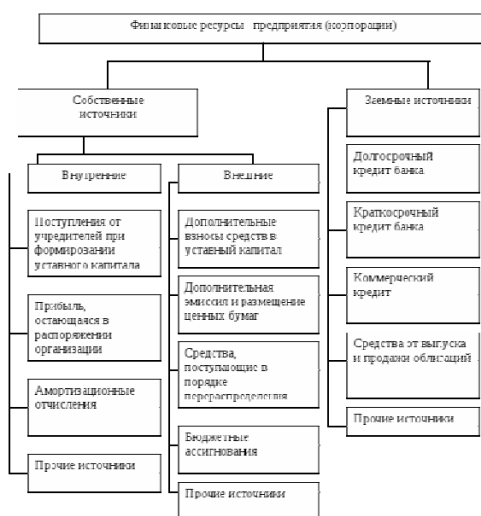 Финансовые ресурсы предприятия (корпорации)
Собственные
источники
Внутренние
Поступления от
учредителей при
формировании
уставного капитала
Прибыль,
остающаяся в
распоряжении
организации
Амортизационные
отчисления
Прочие источники
Внешние
Дополнительные
взносы средств в
уставный капитал
Дополнительная
эмиссия и размещение
ценных бумаг
Средства,
поступающие в
порядке
перераспределения
Бюджетные
ассигнования
Прочие источники
Заемные источники
Долгосрочный
кредит банка
Краткосрочный
кредит банка
Коммерческий
кредит
Средства от выпуска
и продажи облигаций
Прочие источники